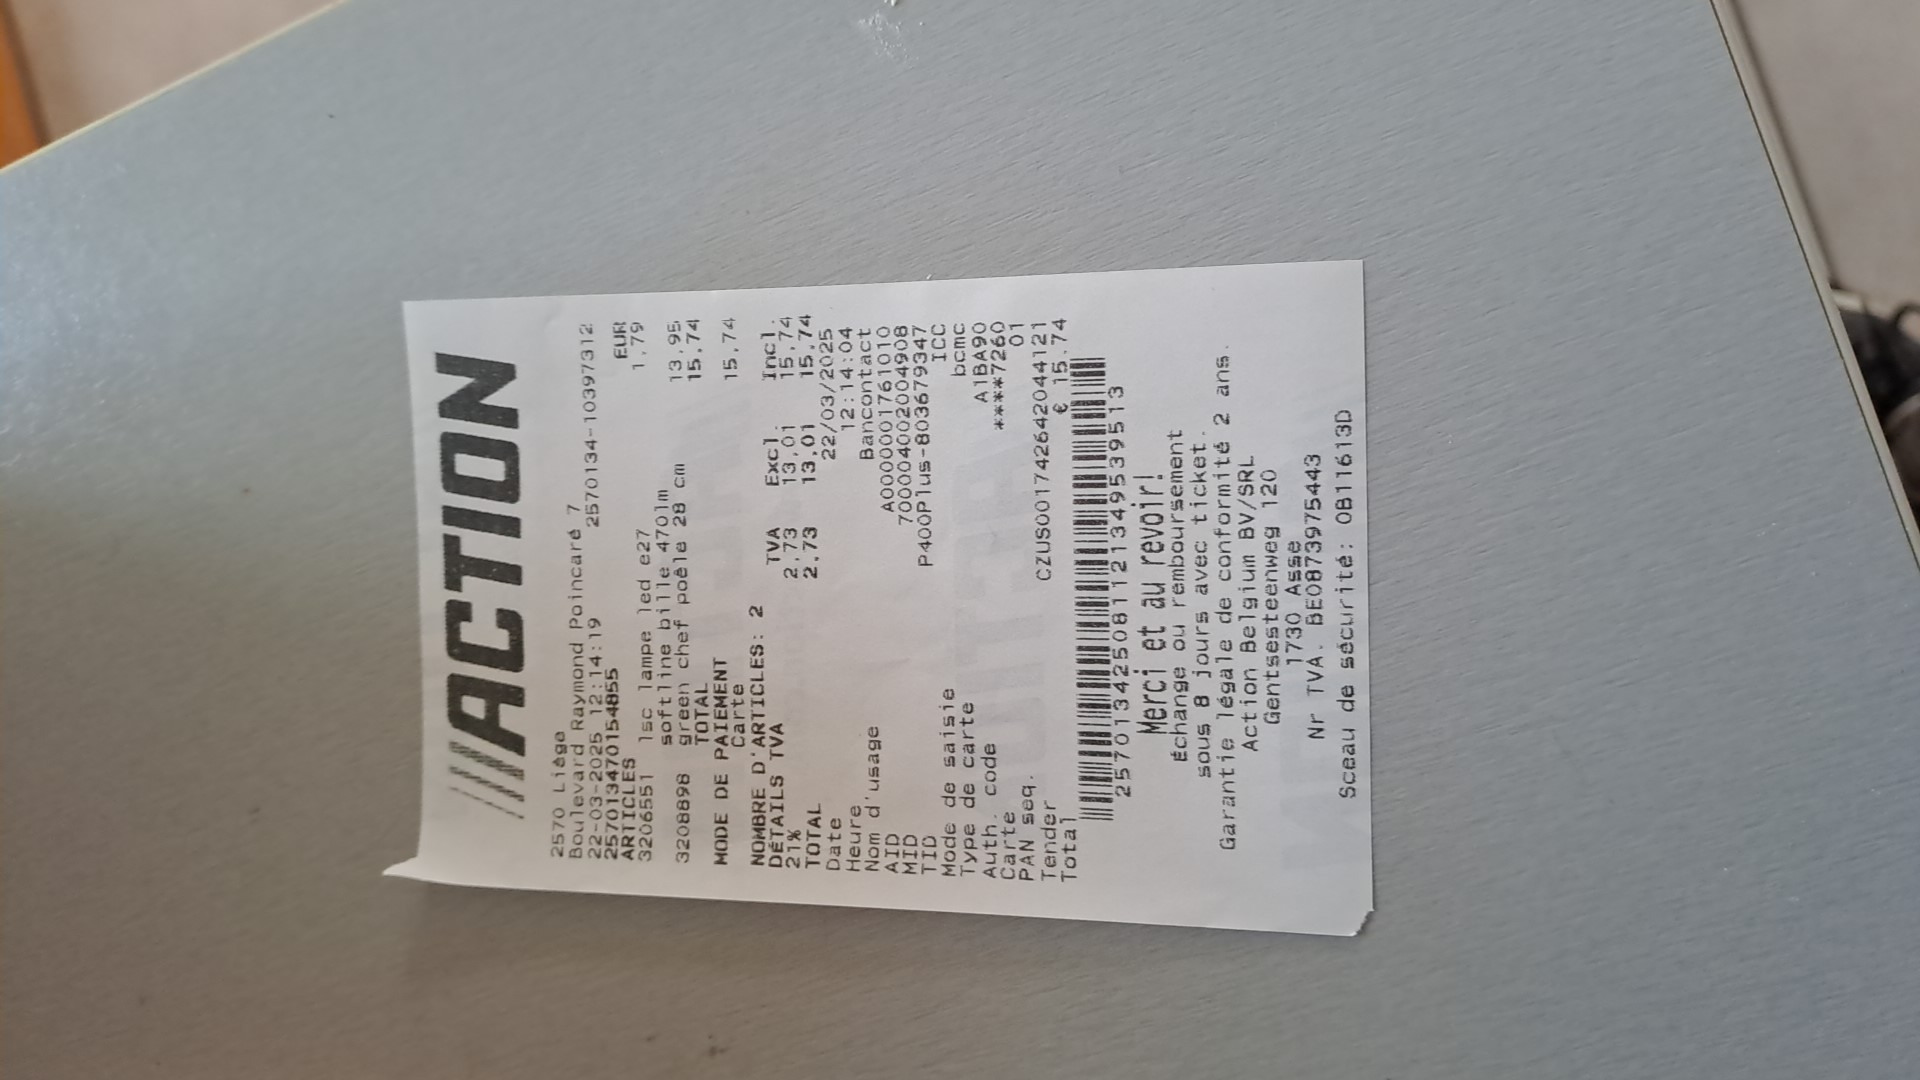 ACTION
2570 Liège
Boulevard Raymond Poincaré 7
22-03-2025 12:14:19 2570134-10397312
2570134470154855
ARTICLES EUR
3206551 lsc lampe led e27 1,79
softline bille 470lm
3208898 green chef poêle 28 cm 13,95
TOTAL 15,74
MODE DE PAIEMENT
Carte 15,74
NOMBRE D'ARTICLES: 2
DÉTAILS TVA TVA Excl. Incl.
21% 2,73 13,01 15,74
TOTAL 2,73 13,01 15,74
Date 22/03/2025
Heure 12:14:04
Nom d'usage Bancontact
AID A0000001761010
MID 700004002004908
TID P400Plus-803679347
Mode de saisie ICC
Type de carte bcmc
Auth. code A1BA90
Carte ****7260
PAN seq. 01
Tender CZUS001742642044121
Total € 15.74
257013425081121349539513
Merci et au revoir!
Échange ou remboursement
sous 8 jours avec ticket.
Garantie légale de conformité 2 ans.
Action Belgium BV/SRL
Gentsesteenweg 120
1730 Asse
Nr TVA. BE0873975443
Sceau de sécurité: 0B11613D